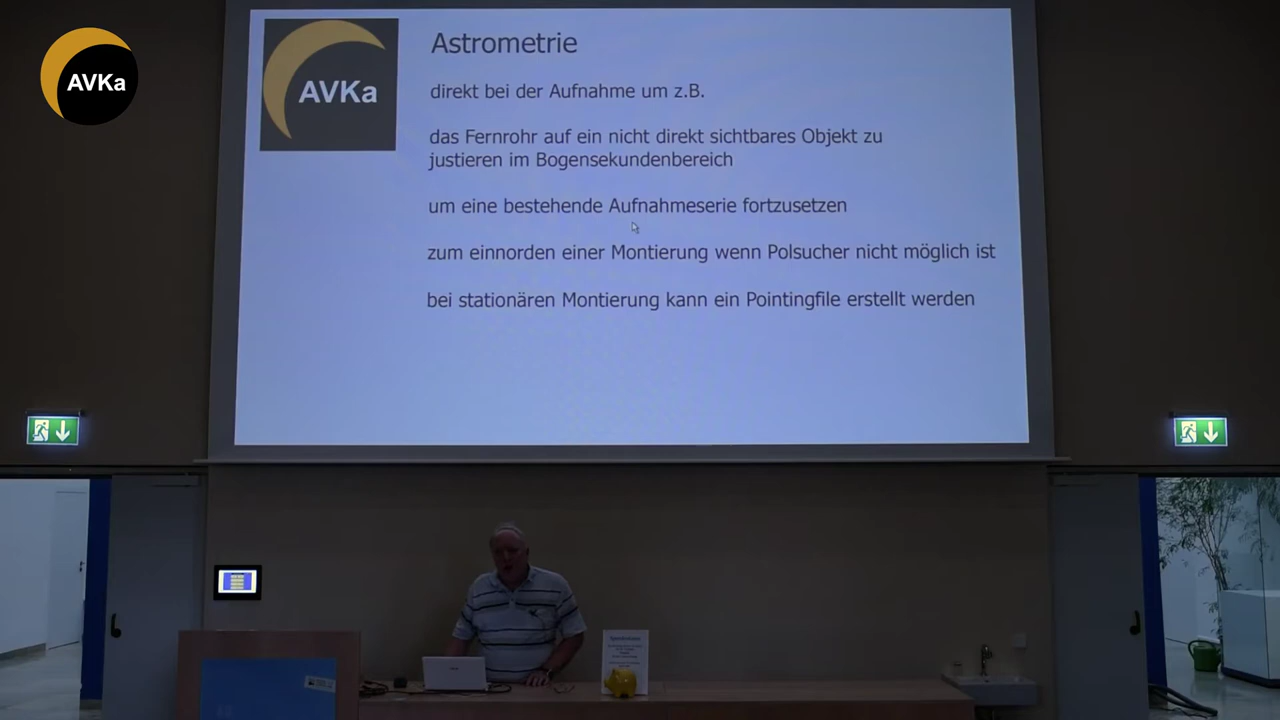 AVKa
AVKa
Astrometrie
direkt bei der Aufnahme um z.B.
das Fernrohr auf ein nicht direkt sichtbares Objekt zu
justieren im Bogensekundenbereich
um eine bestehende Aufnahmeserie fortzusetzen
zum einnorden einer Montierung wenn Polsucher nicht möglich ist
bei stationären Montierung kann ein Pointingfile erstellt werden